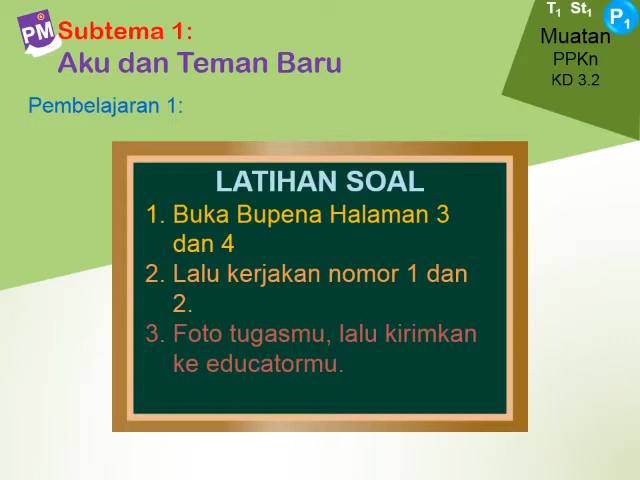 PM
Subtema 1:
Aku dan Teman Baru
T1 St1
P1
Muatan
PPKn
KD 3.2
Pembelajaran 1:
LATIHAN SOAL
1. Buka Bupena Halaman 3
dan 4
2. Lalu kerjakan nomor 1 dan
2.
3. Foto tugasmu, lalu kirimkan
ke educatormu.